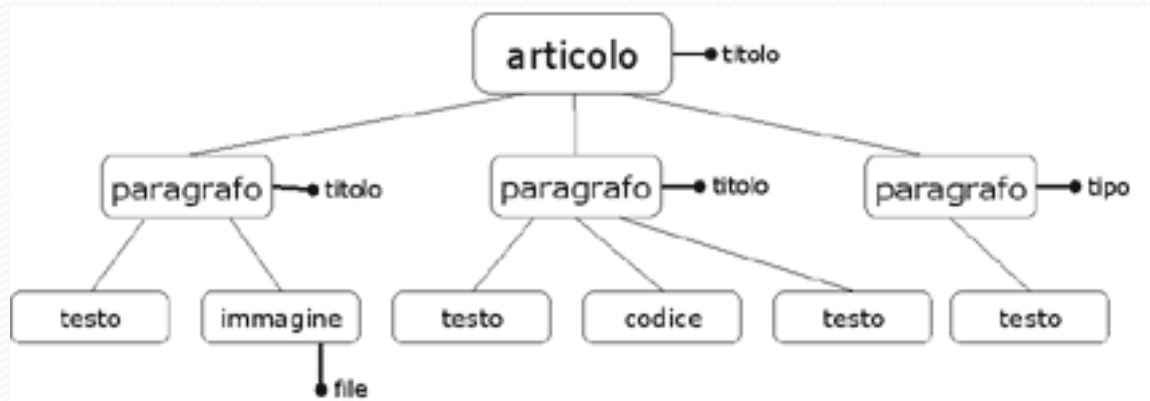 articolo titolo
paragrafo titolo paragrafo titolo paragrafo tipo
testo immagine testo codice testo testo
file